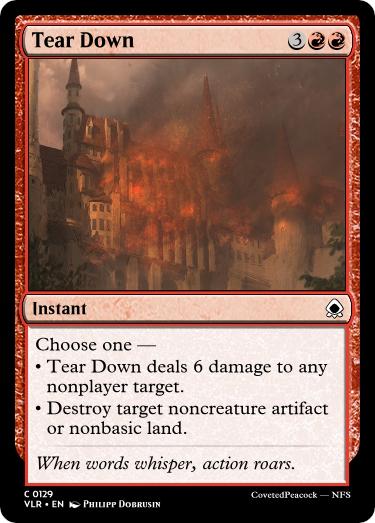 Tear Down 3
Instant
Choose one —
• Tear Down deals 6 damage to any
nonplayer target.
• Destroy target noncreature artifact
or nonbasic land.
When words whisper, action roars.
C 0129
VLR • EN Philipp Dobrusin
CovetedPeacock — NFS